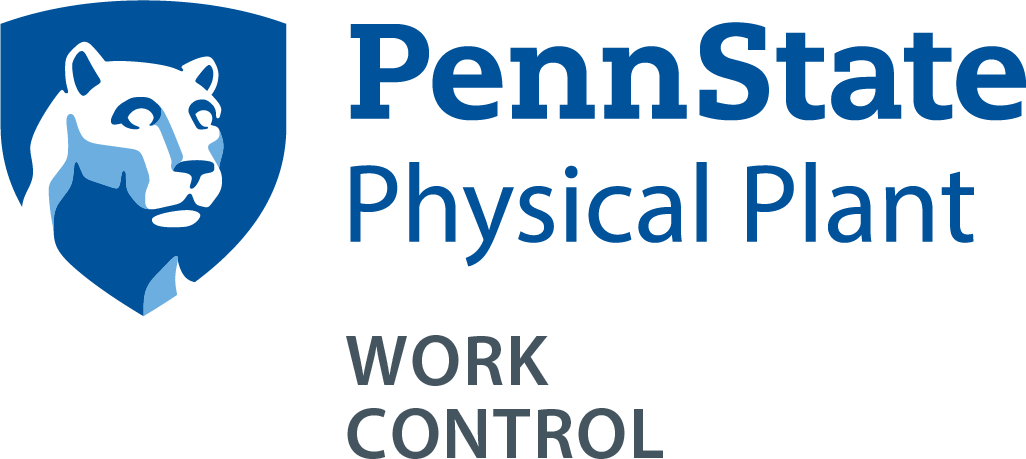 PennState
Physical Plant
WORK
CONTROL